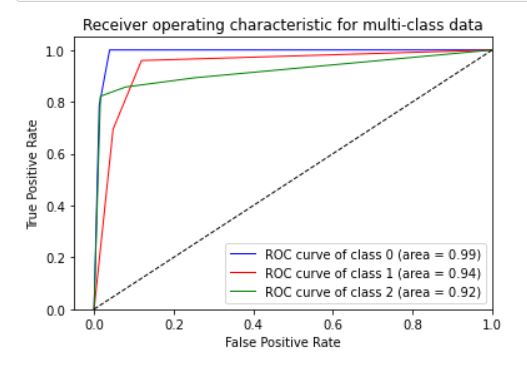 Receiver operating characteristic for multi-class data
True Positive Rate
1.0
0.8
0.6
0.4
0.2
0.0
ROC curve of class 0 (area = 0.99)
ROC curve of class 1 (area = 0.94)
ROC curve of class 2 (area = 0.92)
0.0 0.2 0.4 0.6 0.8 1.0
False Positive Rate